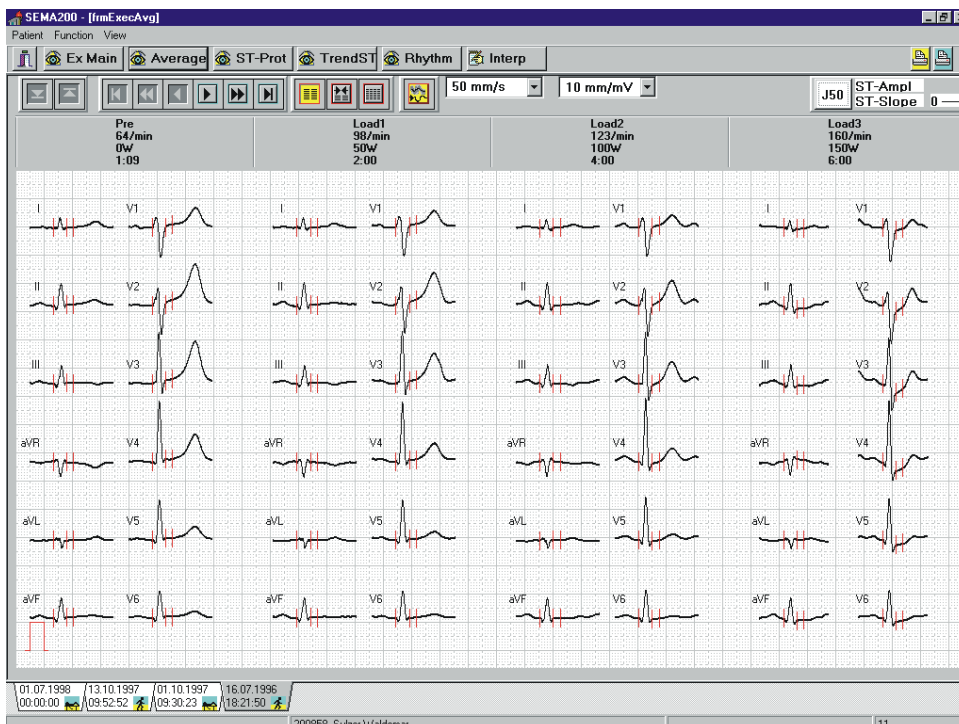 SEMA200 - [frmExecAvg]
Patient Function View
Ex Main Average ST-Prot TrendST Rhythm Interp
50 mm/s 10 mm/mV J50 ST-Ampl
ST-Slope 0
Pre Load1 Load2 Load3
64/min 98/min 123/min 160/min
0W 50W 100W 150W
1:09 2:00 4:00 6:00
I V1 I V1 I V1 I V1
II V2 II V2 II V2 II V2
III V3 III V3 III V3 III V3
aVR V4 aVR V4 aVR V4 aVR V4
aVL V5 aVL V5 aVL V5 aVL V5
aVF V6 aVF V6 aVF V6 aVF V6
01.07.1998 13.10.1997 01.10.1997 16.07.1996
00:00:00 09:52:52 09:30:23 18:21:50